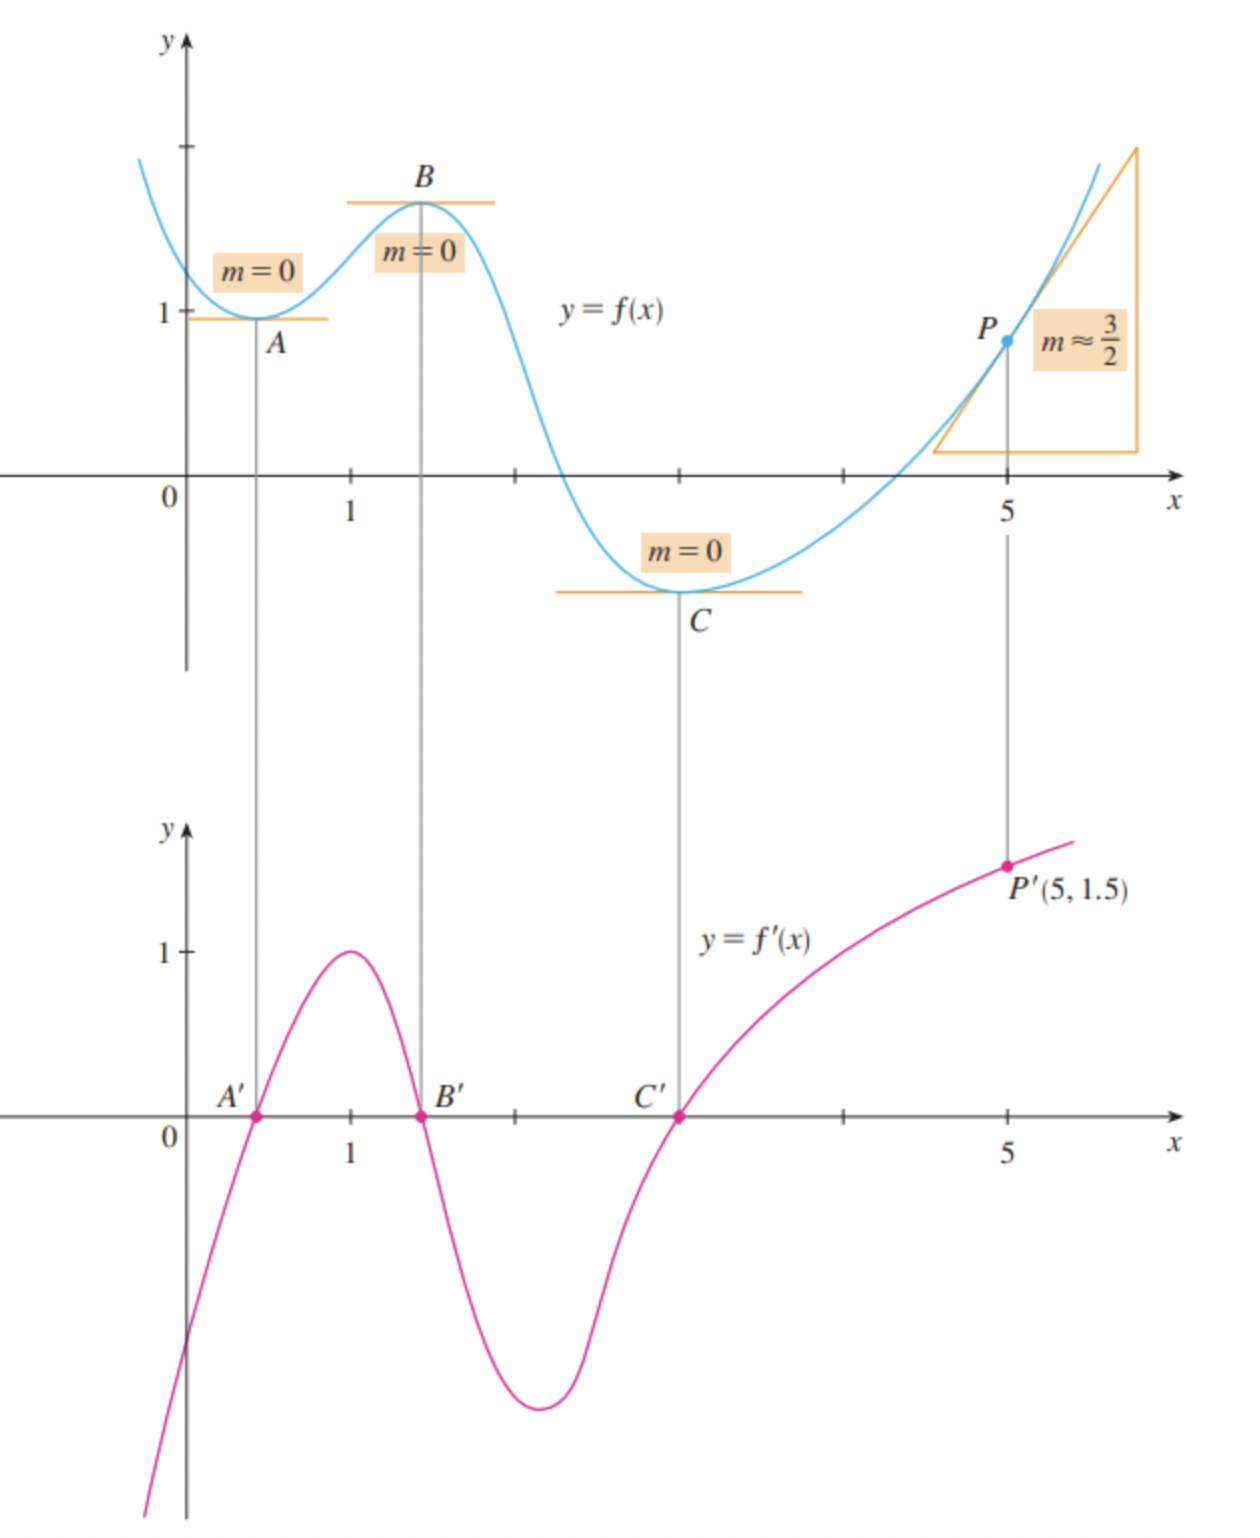 y
B
m = 0
m = 0
1
A
y = f(x)
P
m ≈ 3/2
0
1
5
x
m = 0
C
y
P′(5, 1.5)
y = f′(x)
1
A′
B′
C′
0
1
5
x